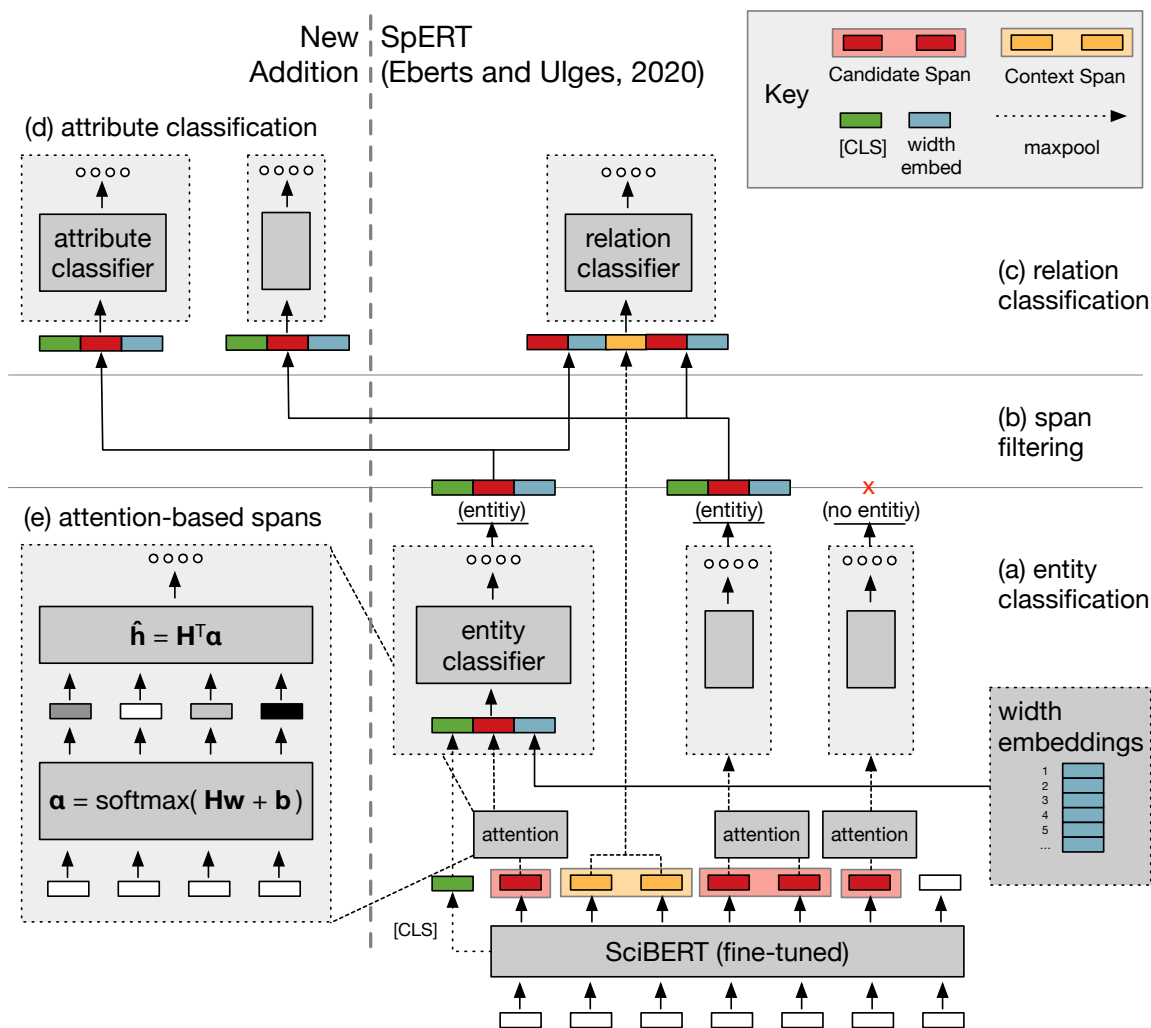 New
Addition
SpERT
(Eberts and Ulges, 2020)
Key
Candidate Span
Context Span
[CLS]
width
embed
maxpool
(d) attribute classification
attribute
classifier
relation
classifier
(c) relation
classification
(b) span
filtering
(entitiy)
(entitiy)
x
(no entitiy)
(e) attention-based spans
ĥ = Hᵀα
α = softmax( Hw + b )
entity
classifier
(a) entity
classification
width
embeddings
1
2
3
4
5
...
attention
attention
attention
[CLS]
SciBERT (fine-tuned)